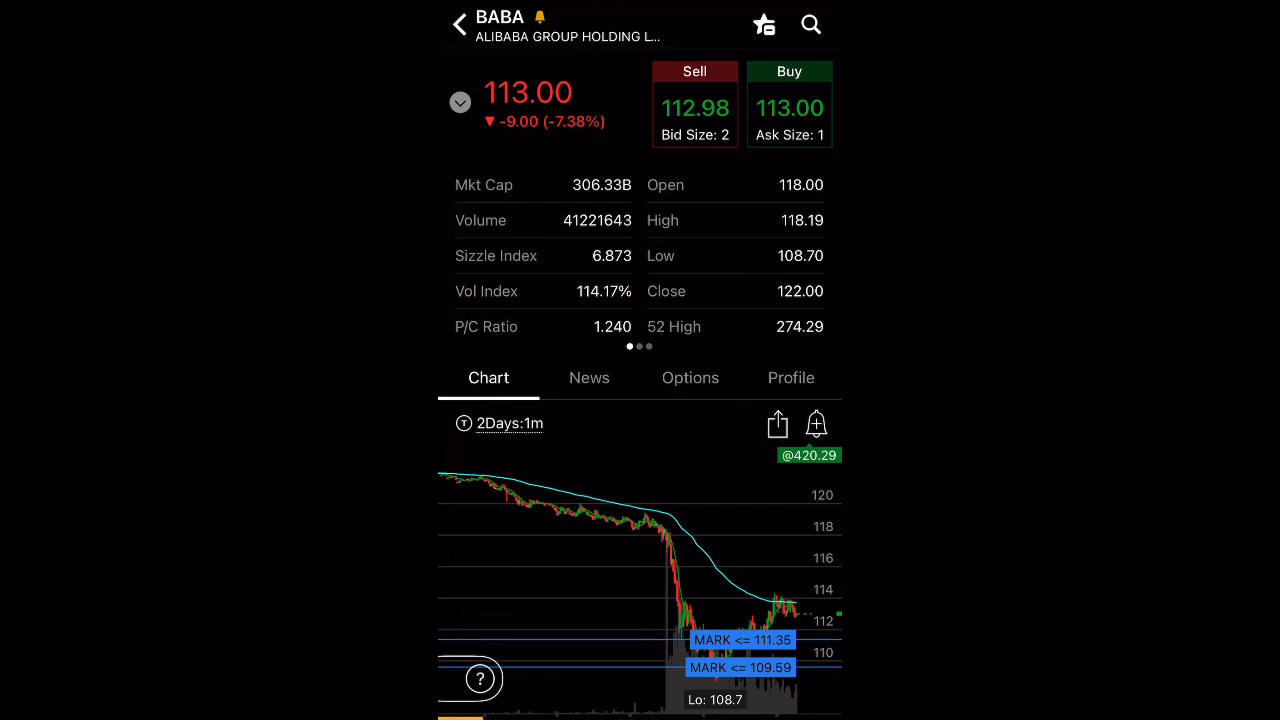 BABA
ALIBABA GROUP HOLDING L...
113.00
▼ -9.00 (-7.38%)
Sell
112.98
Bid Size: 2
Buy
113.00
Ask Size: 1
Mkt Cap 306.33B Open 118.00
Volume 41221643 High 118.19
Sizzle Index 6.873 Low 108.70
Vol Index 114.17% Close 122.00
P/C Ratio 1.240 52 High 274.29
Chart News Options Profile
T 2Days:1m
@420.29
120
118
116
114
112
MARK <= 111.35
110
MARK <= 109.59
?
Lo: 108.7